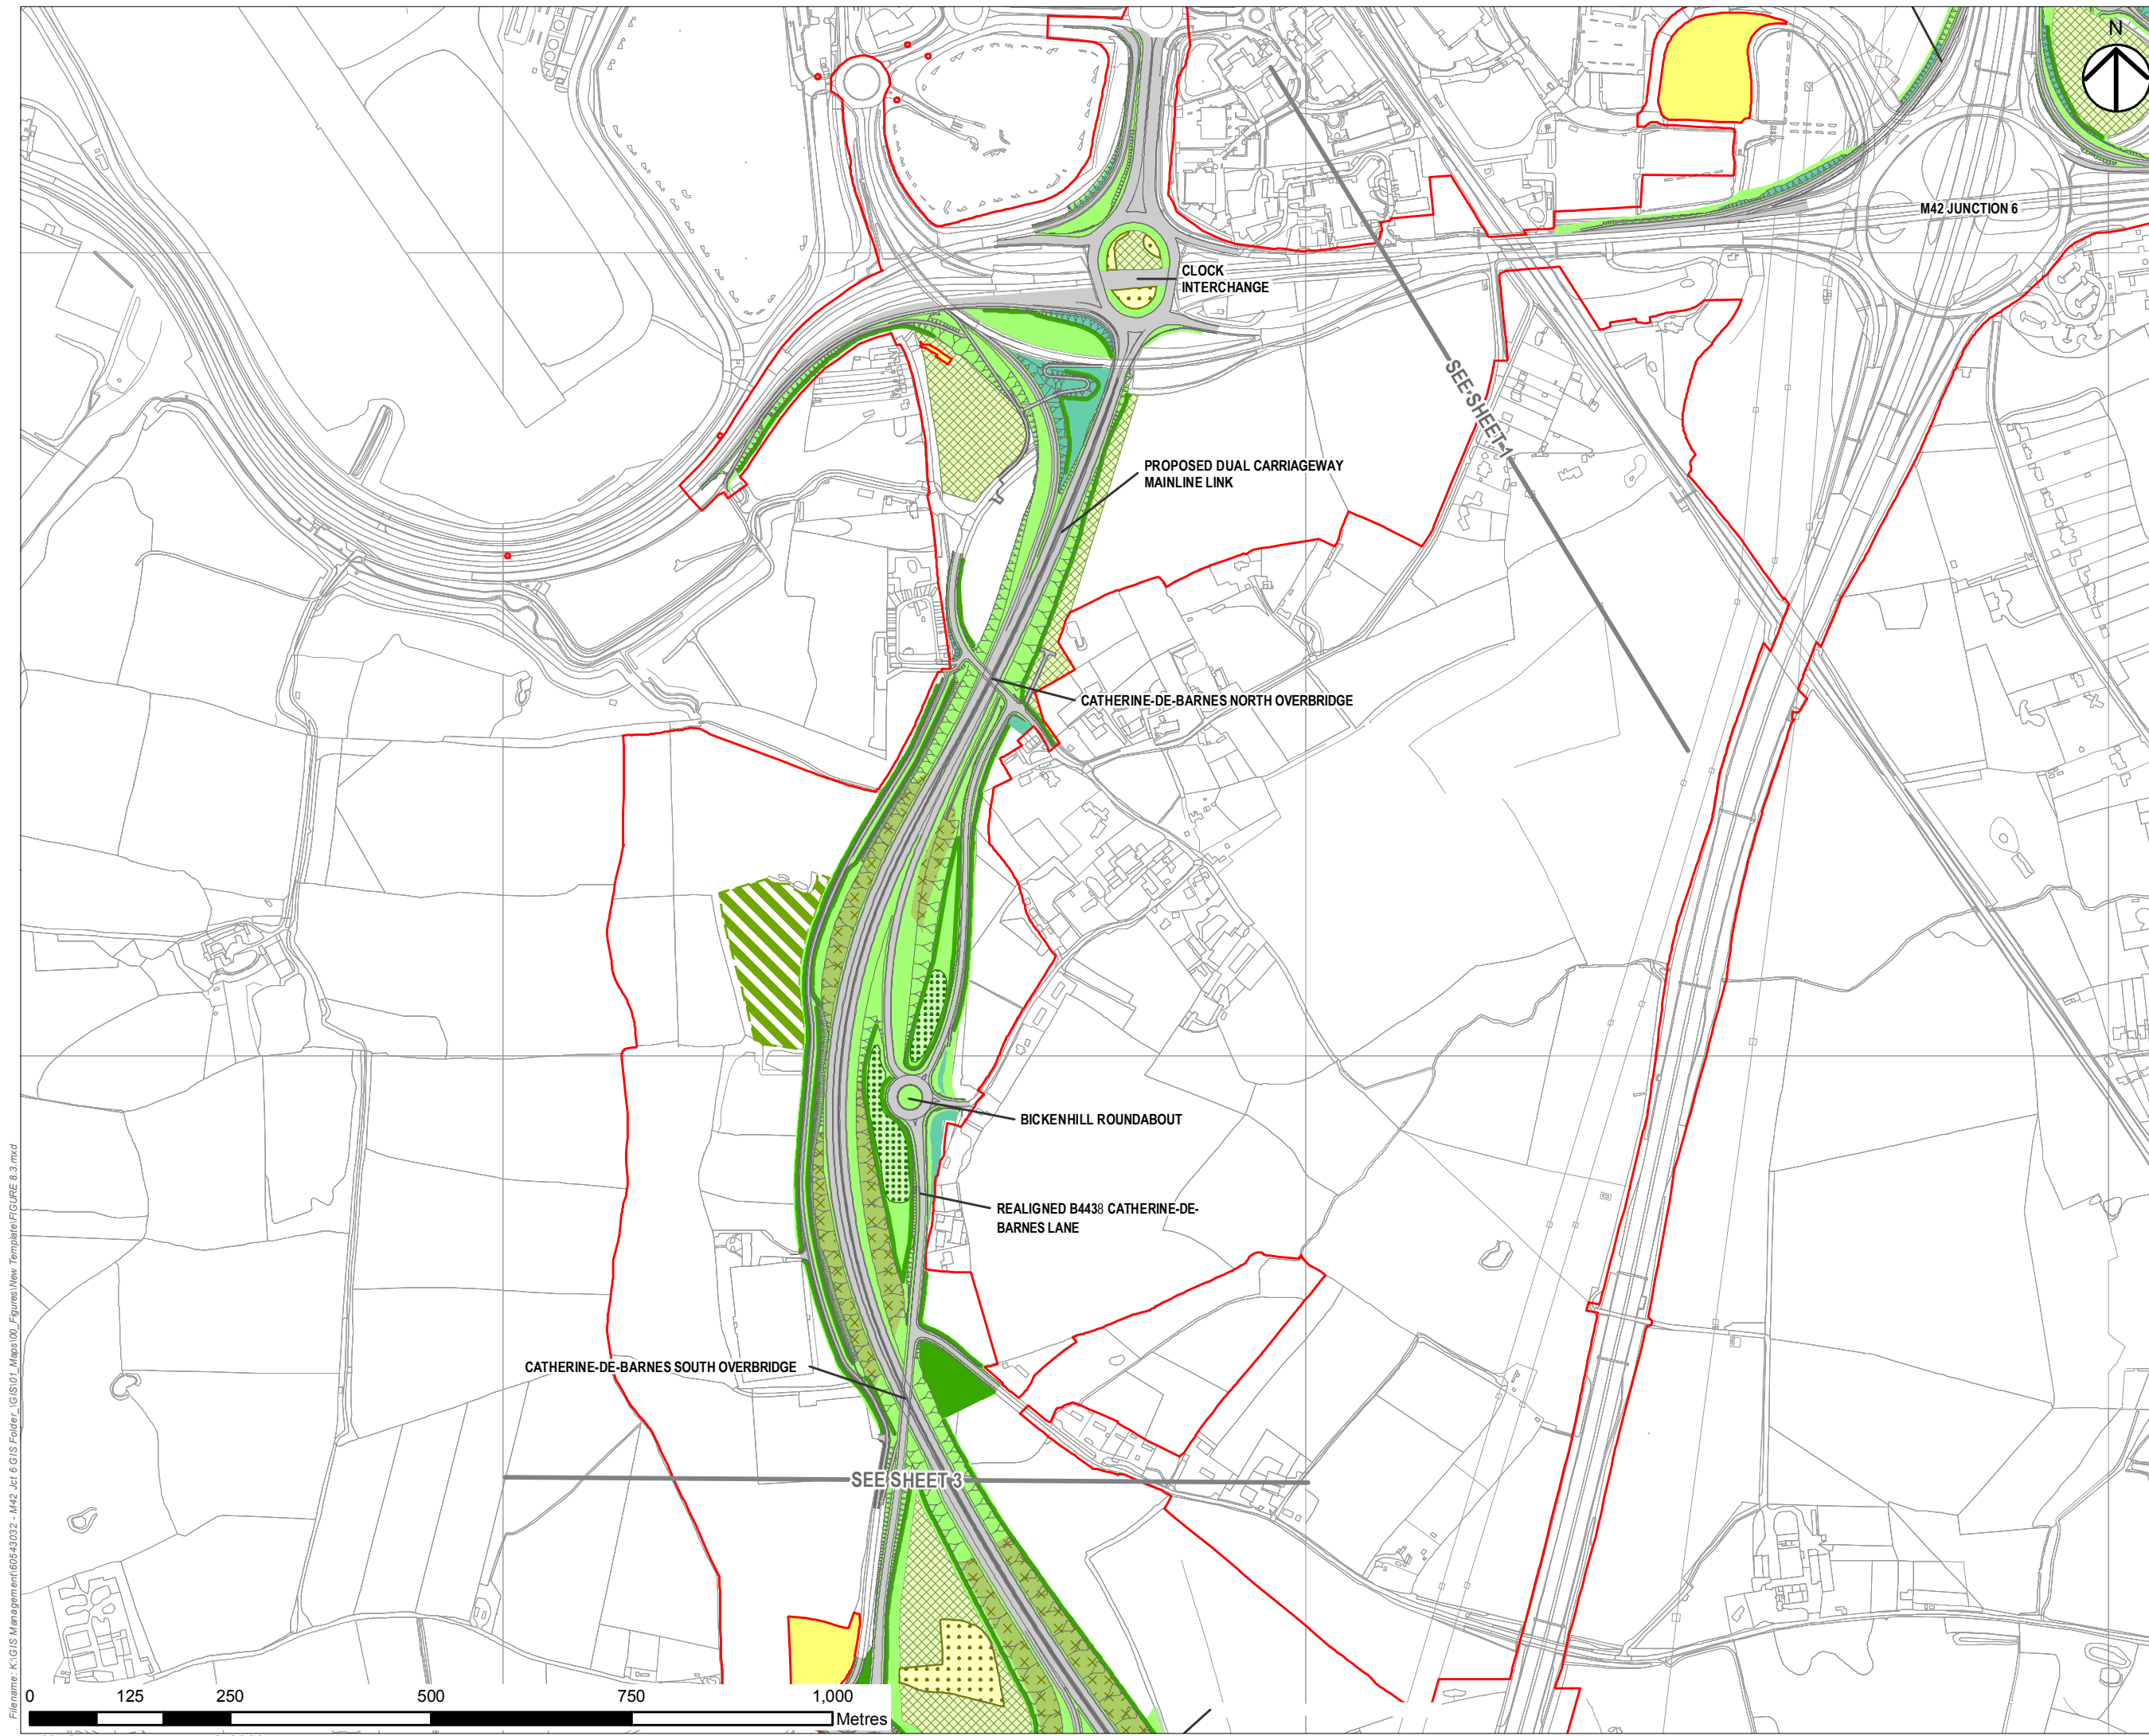 N
M42 JUNCTION 6
CLOCK
INTERCHANGE
SEE SHEET 1
PROPOSED DUAL CARRIAGEWAY
MAINLINE LINK
CATHERINE-DE-BARNES NORTH OVERBRIDGE
BICKENHILL ROUNDABOUT
REALIGNED B4438 CATHERINE-DE-
BARNES LANE
CATHERINE-DE-BARNES SOUTH OVERBRIDGE
SEE SHEET 3
0 125 250 500 750 1,000
Metres
Filename: K:\GIS Management\60543032 - M42 Jct 6 GIS Folder_\GIS\01_Maps\00_Figures\New Template\FIGURE 8.3.mxd